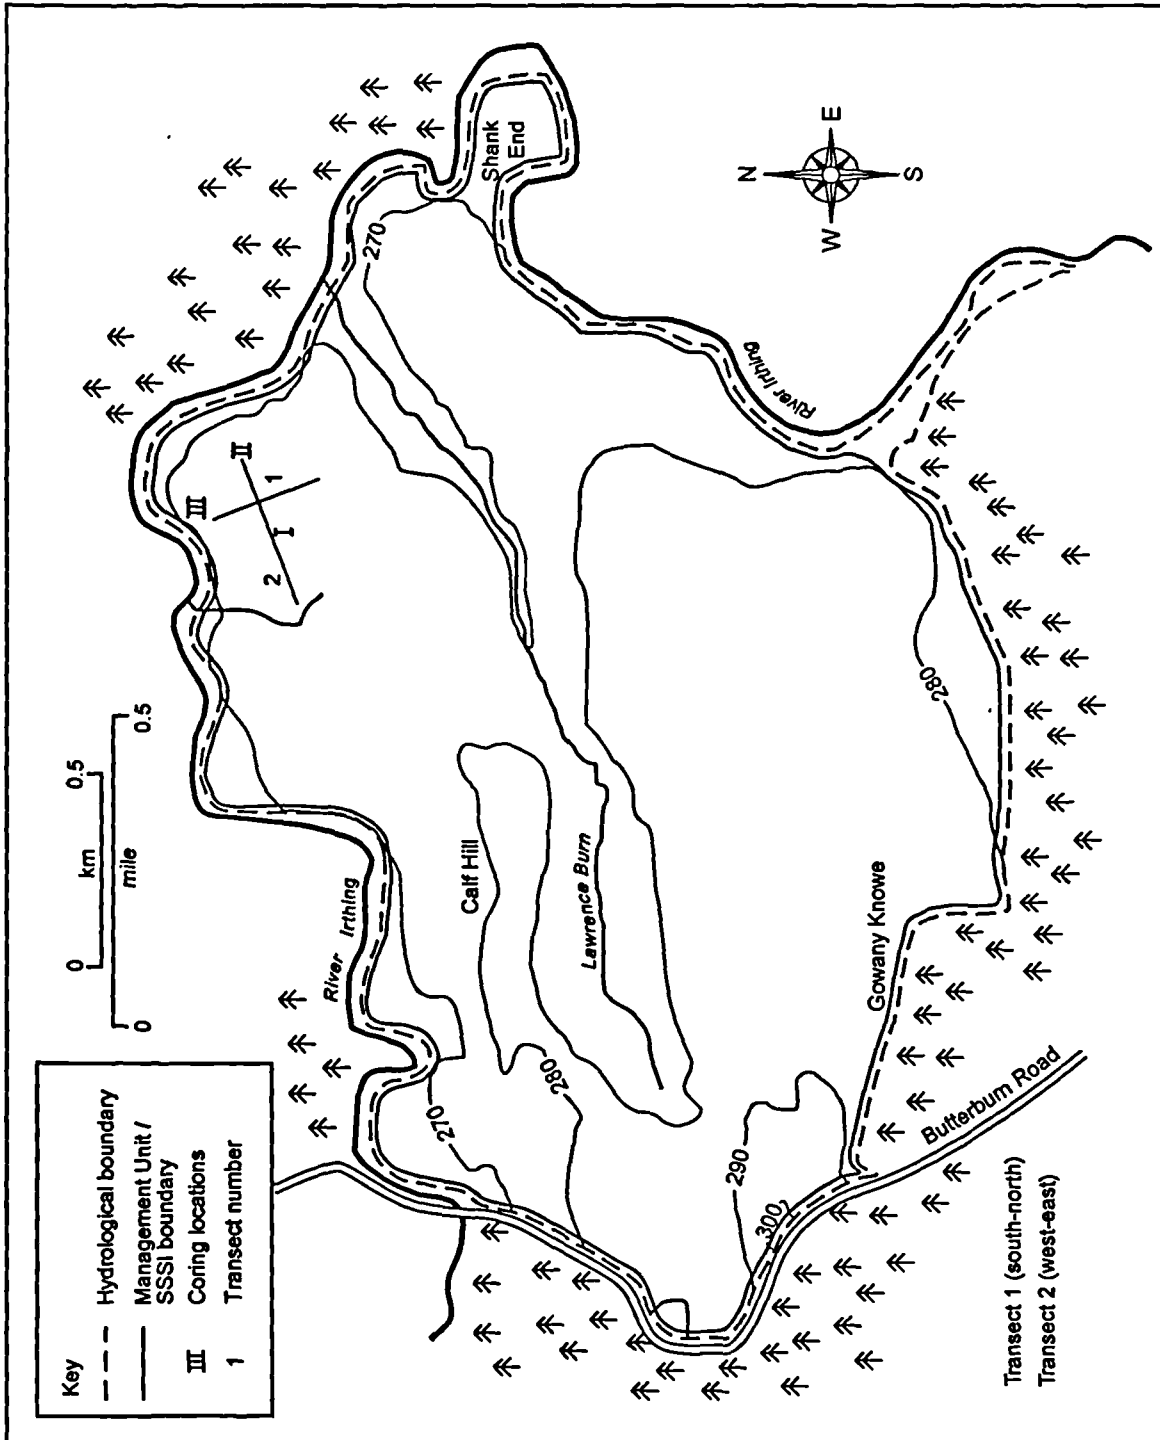 Key
Hydrological boundary
Management Unit /
SSSI boundary
III Coring locations
1 Transect number
0 km 0.5
0 mile 0.5
River Irthing
Calf Hill
Lawrence Burn
Gowany Knowe
Butterburn Road
270
280
290
300
III
II
I
1
2
270
280
River Irthing
Shank
End
N
E
S
W
Transect 1 (south-north)
Transect 2 (west-east)